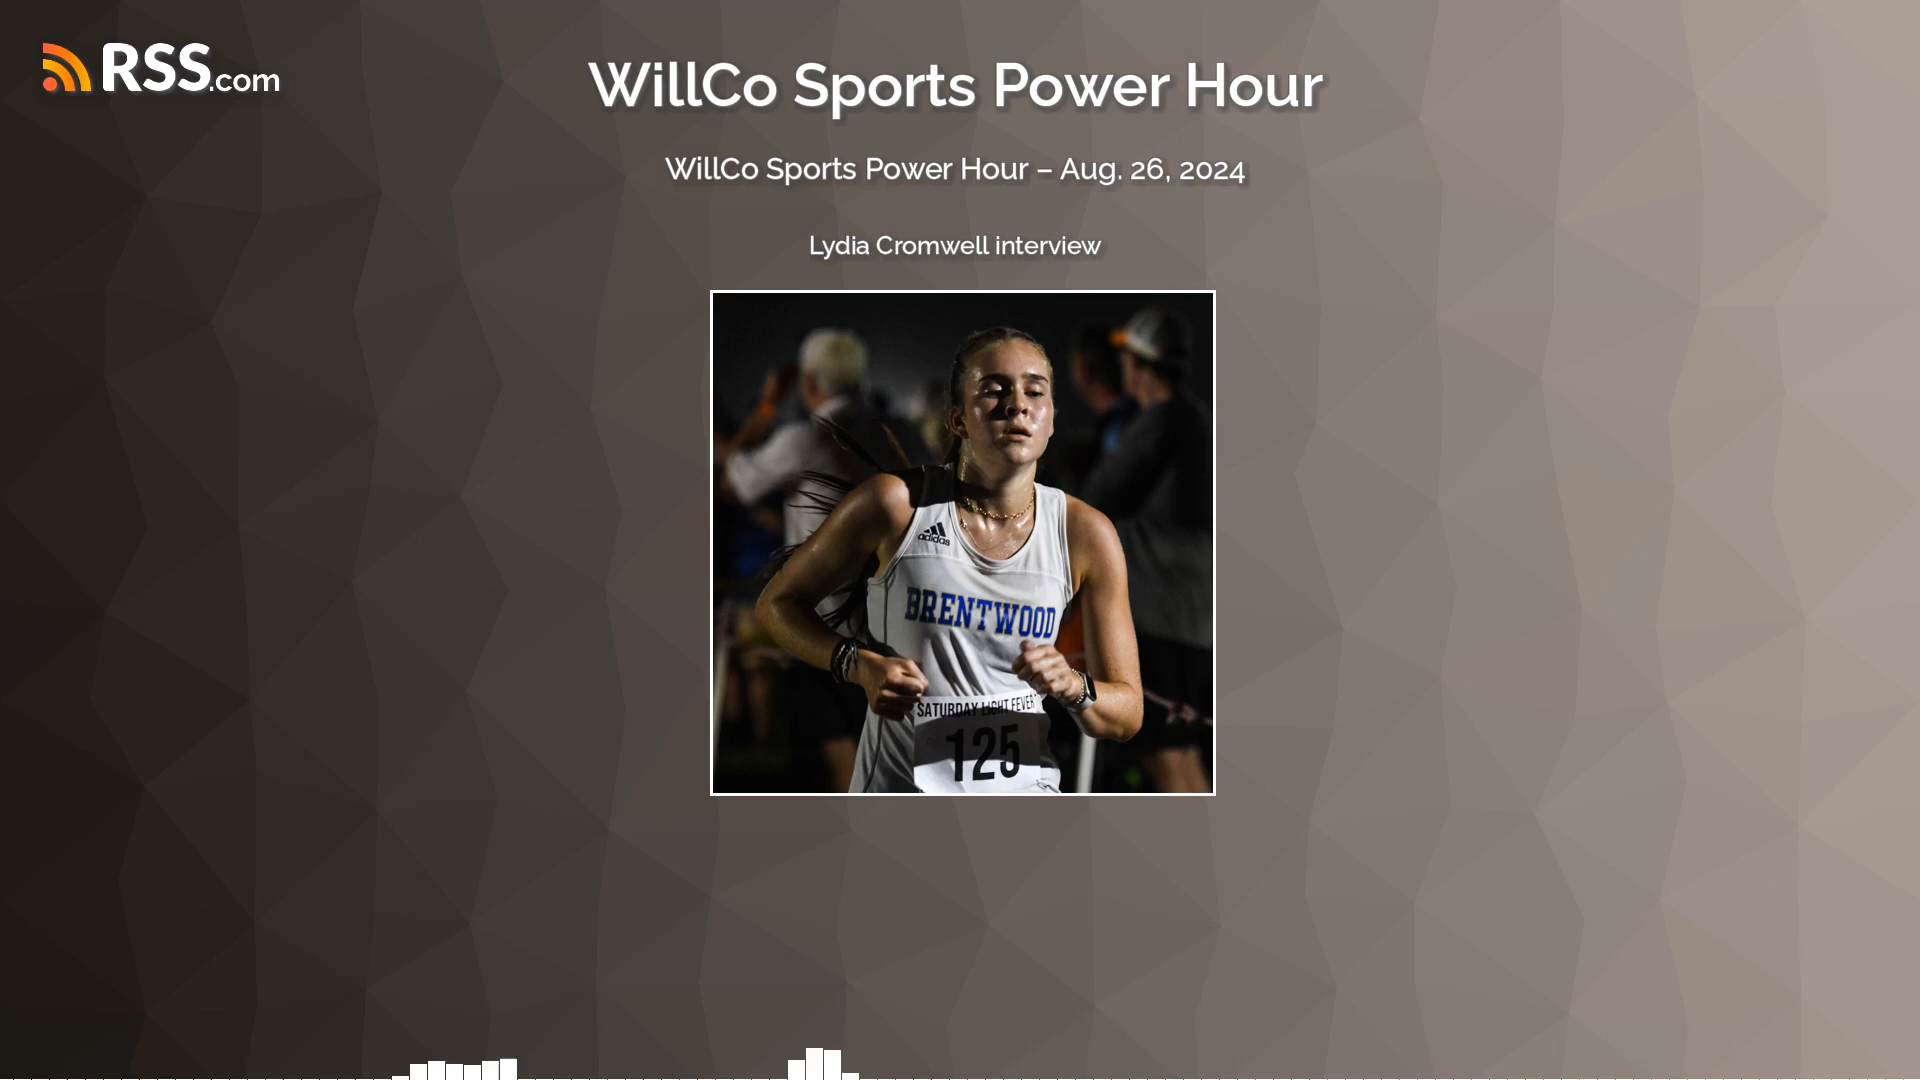 RSS.com
WillCo Sports Power Hour
WillCo Sports Power Hour – Aug. 26, 2024
Lydia Cromwell interview
adidas
BRENTWOOD
SATURDAY LIGHT FEVER
125